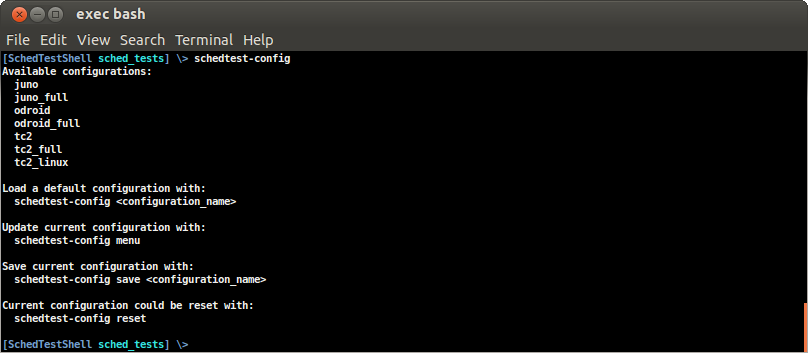 exec bash
File Edit View Search Terminal Help
[SchedTestShell sched_tests] \> schedtest-config
Available configurations:
juno
juno_full
odroid
odroid_full
tc2
tc2_full
tc2_linux
Load a default configuration with:
schedtest-config <configuration_name>
Update current configuration with:
schedtest-config menu
Save current configuration with:
schedtest-config save <configuration_name>
Current configuration could be reset with:
schedtest-config reset
[SchedTestShell sched_tests] \>